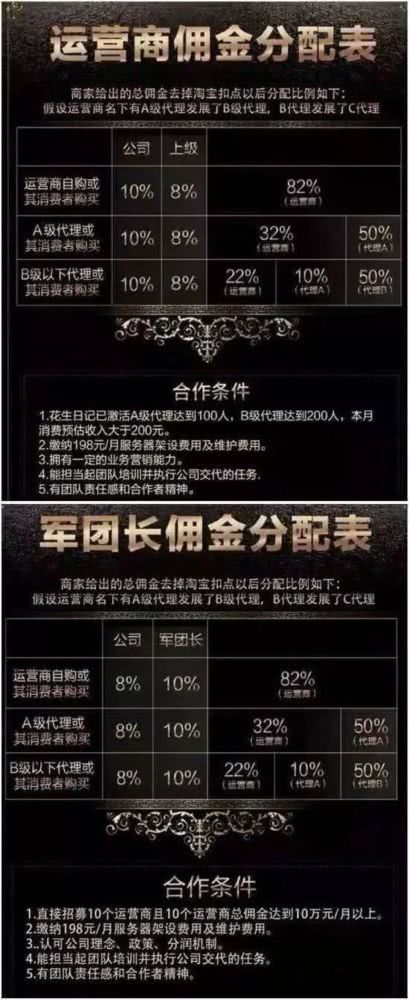 运营商佣金分配表
商家给出的总佣金去掉淘宝扣点以后分配比例如下：
假设运营商名下有A级代理发展了B级代理，B代理发展了C代理
公司 上级
运营商自购或
其消费者购买
10% 8% 82%
（运营商）
A级代理或
其消费者购买
10% 8% 32% 50%
（运营商） （代理A）
B级以下代理或
其消费者购买
10% 8% 22% 10% 50%
（运营商） （代理A） （代理B）
合作条件
1.花生日记已激活A级代理达到100人，B级代理达到200人，本月
消费预估收入大于200元。
2.缴纳198元/月服务器架设费用及维护费用。
3.拥有一定的业务营销能力。
4.能担当起团队培训并执行公司交代的任务.
5.有团队责任感和合作者精神。
军团长佣金分配表
商家给出的总佣金去掉淘宝扣点以后分配比例如下：
假设运营商名下有A级代理发展了B级代理，B代理发展了C代理
公司 军团长
运营商自购或
其消费者购买
8% 10% 82%
（运营商）
A级代理或
其消费者购买
8% 10% 32% 50%
（运营商） （代理A）
B级以下代理或
其消费者购买
8% 10% 22% 10% 50%
（运营商） （代理A） （代理B）
合作条件
1.直接招募10个运营商且10个运营商总佣金达到10万元/月以上。
2.缴纳198元/月服务器架设费用及维护费用。
3..认可公司理念、政策、分润机制。
4.能担当起团队培训并执行公司交代的任务。
5.有团队责任感和合作者精神。